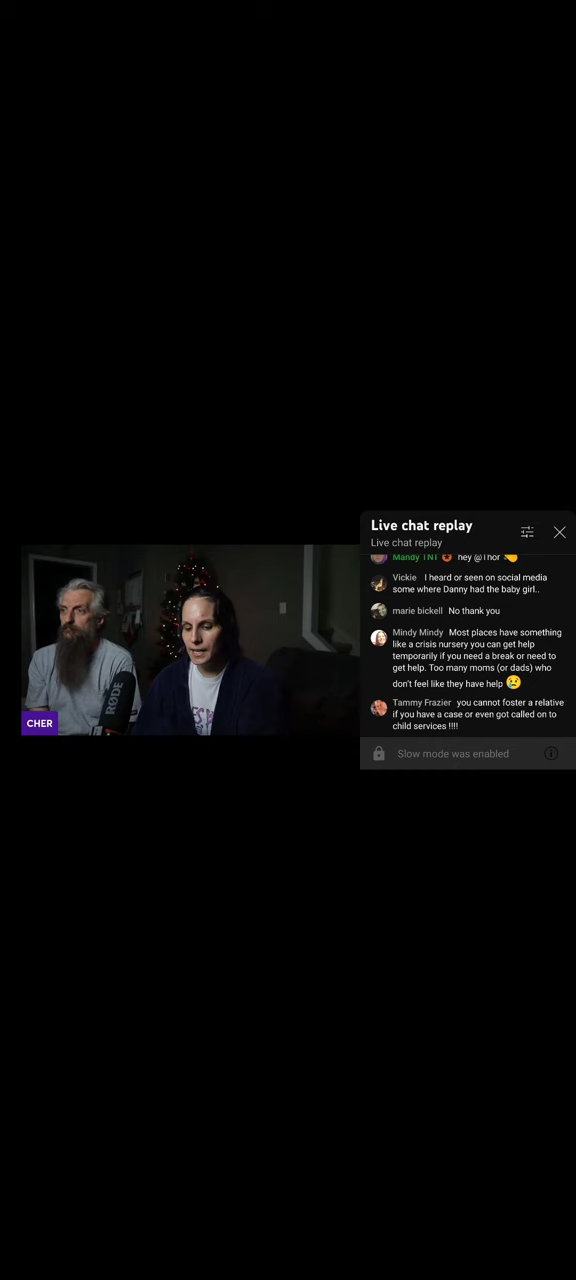 Live chat replay
Live chat replay
Mandy TNT hey @Thor
Vickie I heard or seen on social media
some where Danny had the baby girl..
marie bickell No thank you
Mindy Mindy Most places have something
like a crisis nursery you can get help
temporarily if you need a break or need to
get help. Too many moms (or dads) who
don't feel like they have help 😢
Tammy Frazier you cannot foster a relative
if you have a case or even got called on to
child services !!!!
Slow mode was enabled
CHER
RØDE